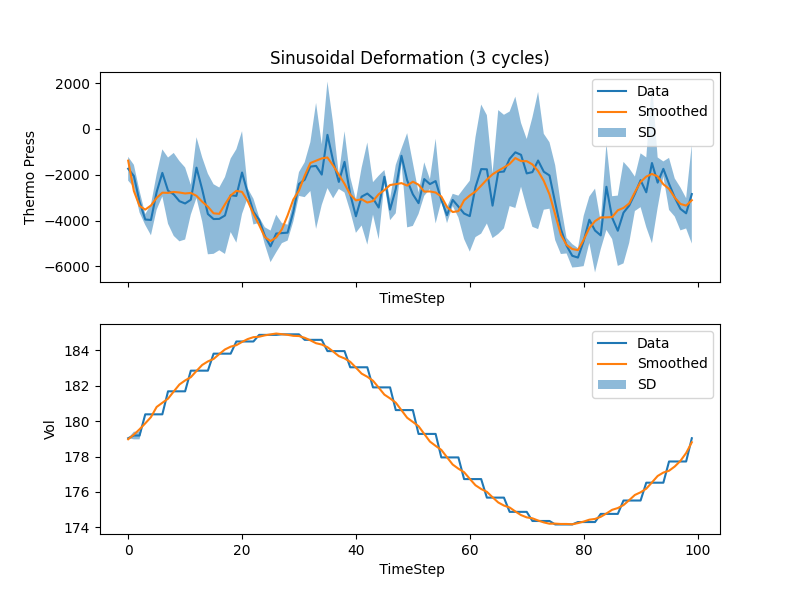 Sinusoidal Deformation (3 cycles)
Thermo Press
2000
0
−2000
−4000
−6000
Data
Smoothed
SD
TimeStep
Vol
184
182
180
178
176
174
Data
Smoothed
SD
0 20 40 60 80 100
TimeStep